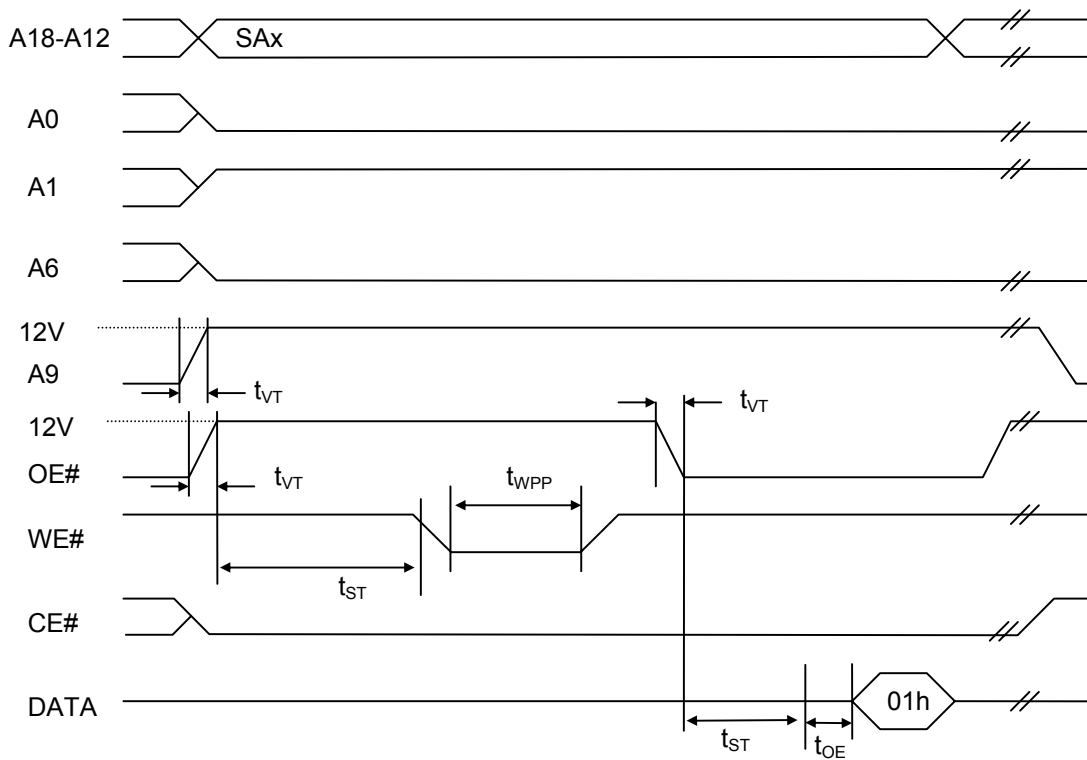 A18-A12 SAx
A0
A1
A6
12V
A9
tVT
tVT
12V
OE#
tVT
tWPP
WE#
tST
CE#
DATA
01h
tST
tOE